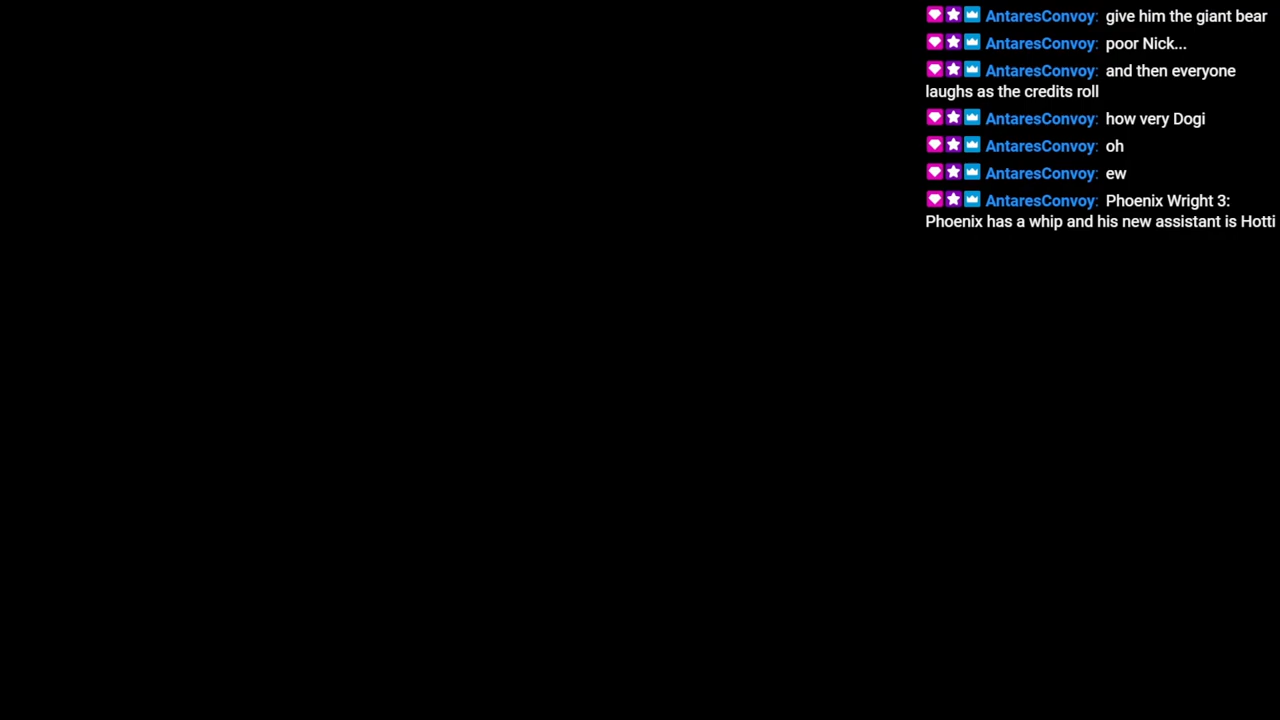 AntaresConvoy: give him the giant bear
AntaresConvoy: poor Nick...
AntaresConvoy: and then everyone
laughs as the credits roll
AntaresConvoy: how very Dogi
AntaresConvoy: oh
AntaresConvoy: ew
AntaresConvoy: Phoenix Wright 3:
Phoenix has a whip and his new assistant is Hotti